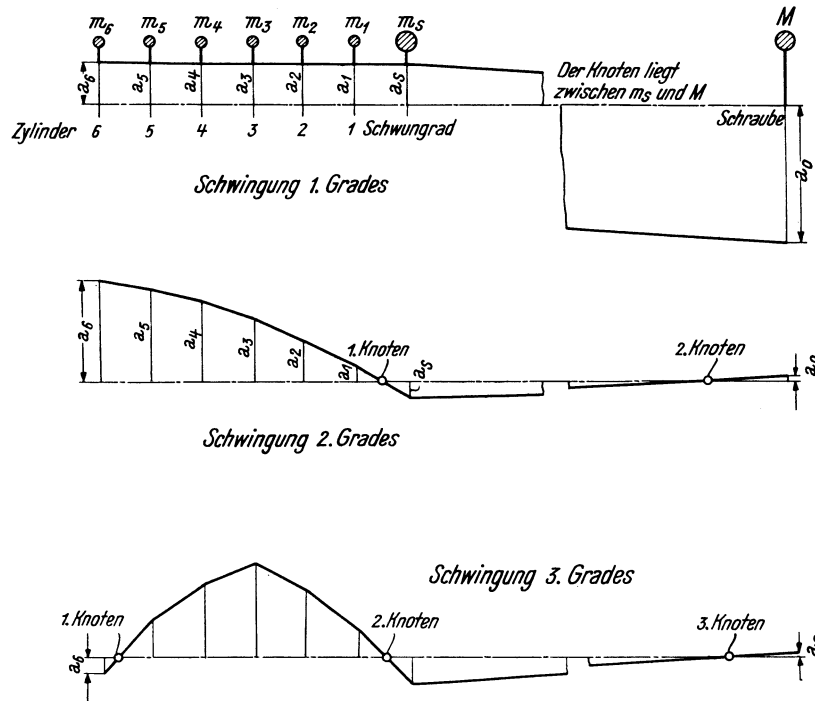 m6 m5 m4 m3 m2 m1 mS M
a6 a5 a4 a3 a2 a1 aS
Der Knoten liegt
zwischen mS und M
Zylinder 6 5 4 3 2 1 Schwungrad
Schraube
a0
Schwingung 1. Grades
a6 a5 a4 a3 a2 a1 aS
1. Knoten
2. Knoten
a0
Schwingung 2. Grades
Schwingung 3. Grades
1. Knoten
2. Knoten
3. Knoten
a6